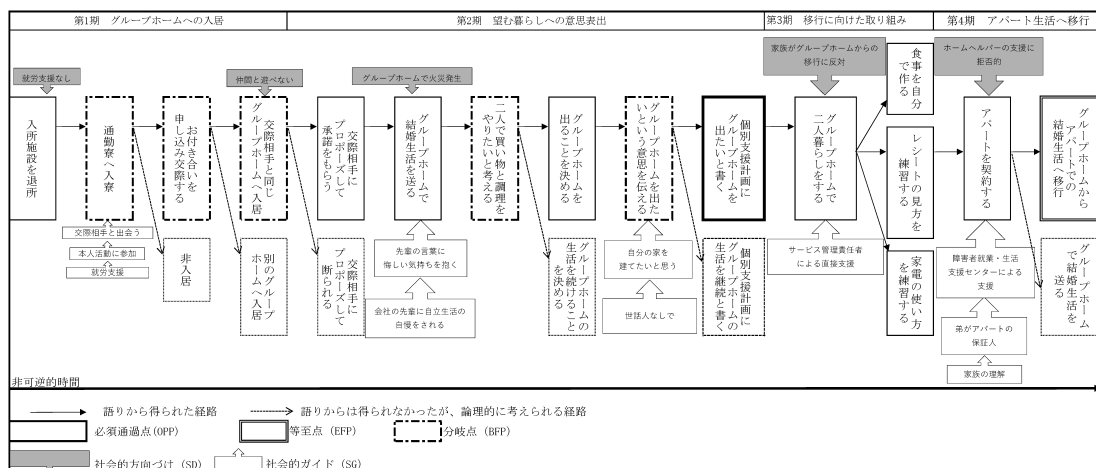 第1期　グループホームへの入居
第2期　望む暮らしへの意思表出
第3期　移行に向けた取り組み
第4期　アパート生活へ移行
就労支援なし
仲間と遊べない
グループホームで火災発生
家族がグループホームからの
移行に反対
ホームヘルパーの支援に
拒否的
入所施設を退所
通勤寮へ入寮
お付き合いを
申し込み交際する
交際相手と同じ
グループホームへ入居
交際相手に
プロポーズして
承諾をもらう
グループホームで
結婚生活を送る
二人で買い物と調理を
やりたいと考える
グループホームを
出ることを決める
グループホームを出た
いという意思を伝える
個別支援計画に
グループホームを
出たいと書く
グループホームで
二人暮らしをする
食事を自分
で作る
レシートの見方を
練習する
家電の使い方
を練習する
アパートを契約する
グループホームから
アパートでの
結婚生活へ移行
交際相手と出会う
本人活動に参加
就労支援
非入居
別のグループ
ホームへ入居
交際相手に
プロポーズして
断られる
先輩の言葉に
悔しい気持ちを抱く
会社の先輩に自立生活の
自慢をされる
グループホームの
生活を続けること
を決める
自分の家を
建てたいと思う
世話人なしで
個別支援計画に
グループホームの
生活を継続と書く
サービス管理責任者
による直接支援
障害者就業・生活
支援センターによる
支援
弟がアパートの
保証人
家族の理解
グループホーム
で結婚生活を
送る
非可逆的時間
語りから得られた経路
語りからは得られなかったが、論理的に考えられる経路
必須通過点(OPP)
等至点（EFP）
分岐点（BFP）
社会的方向づけ（SD）
社会的ガイド（SG）